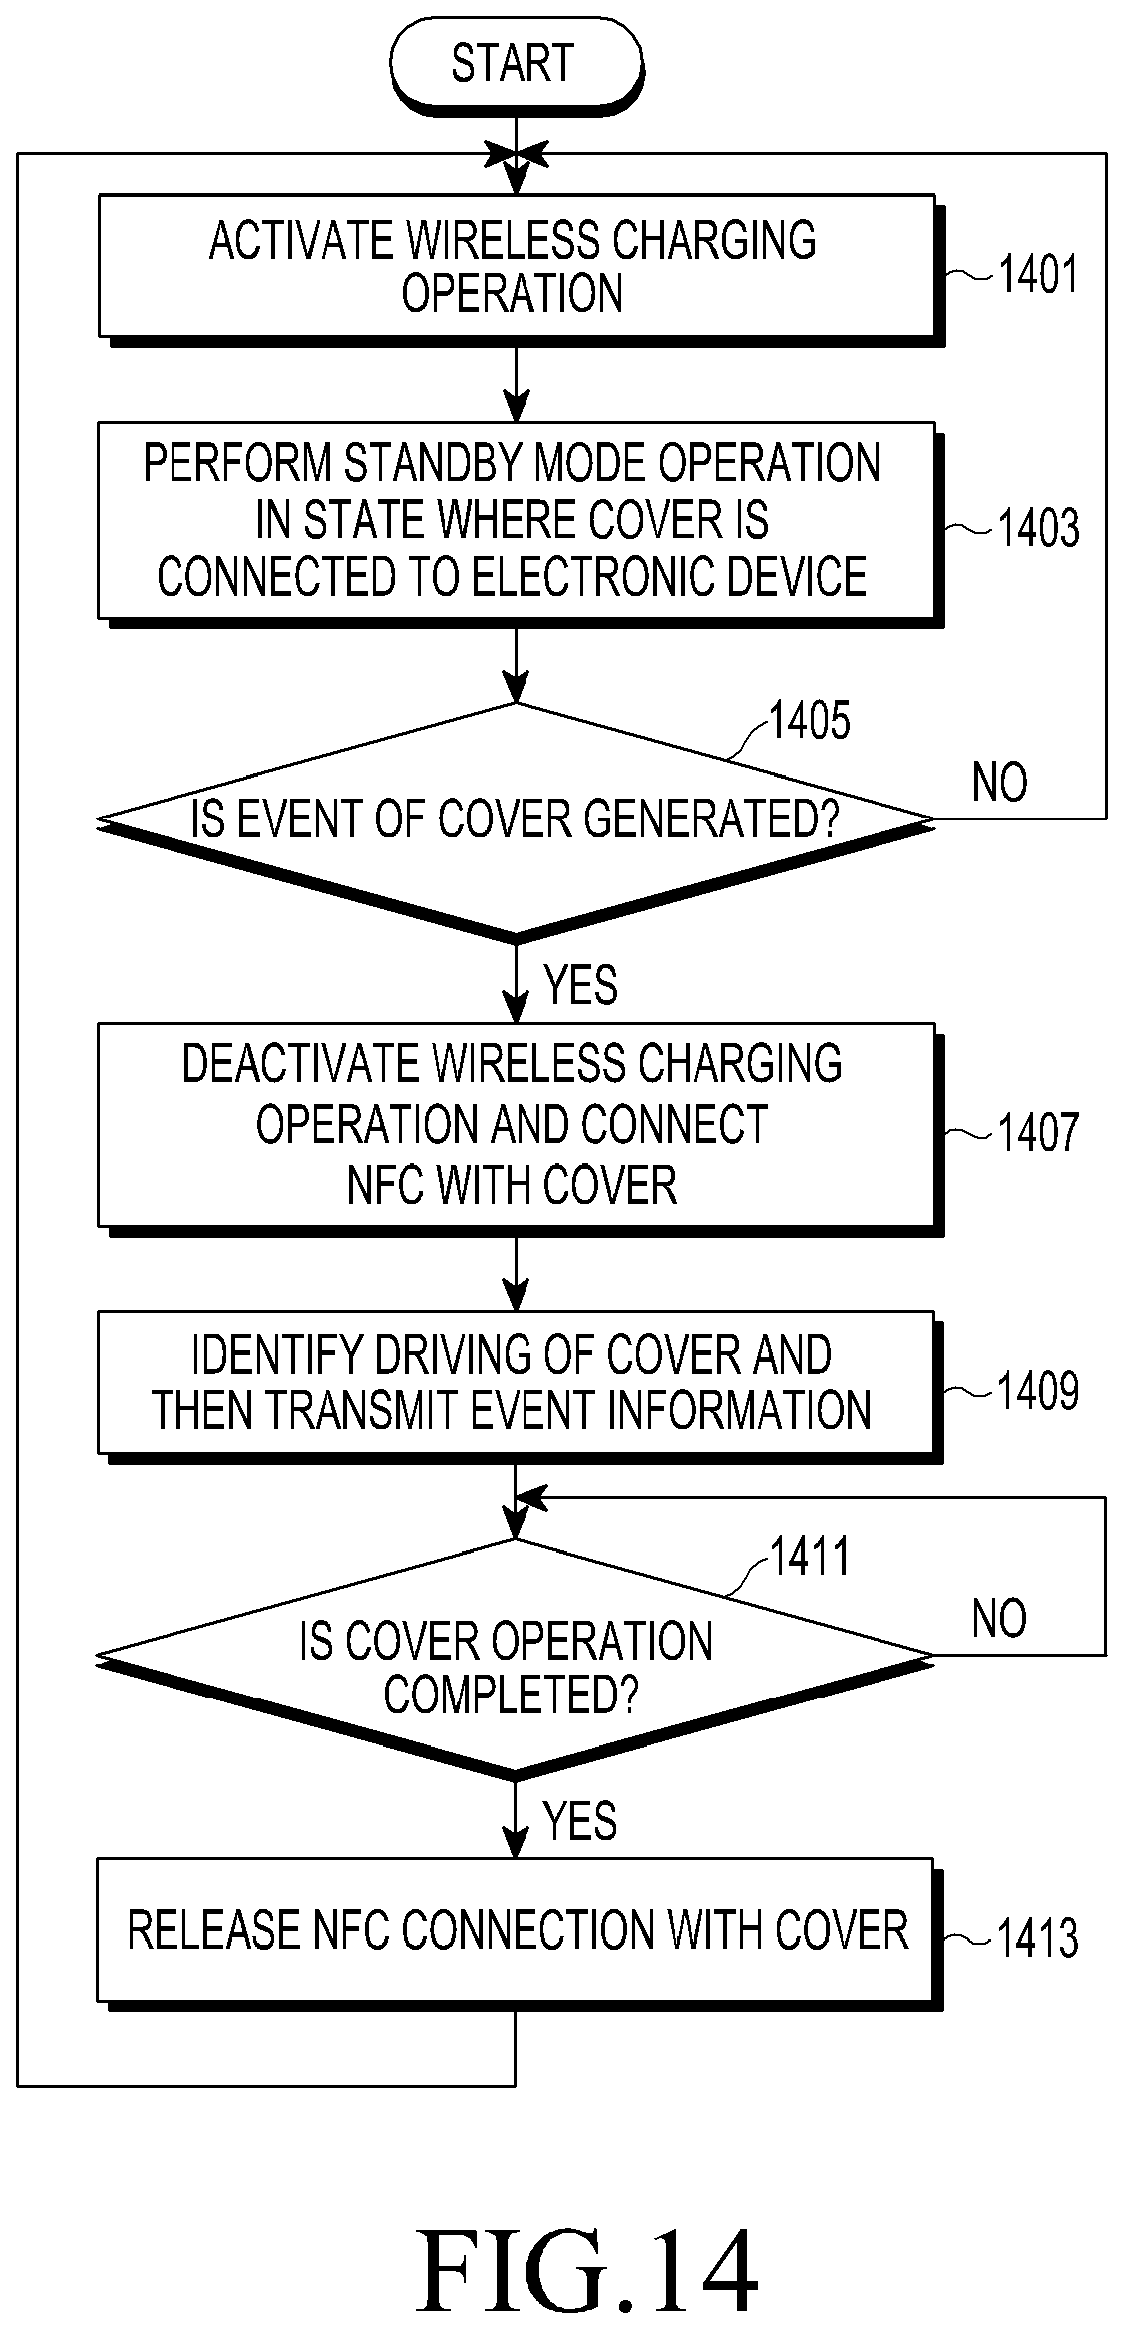 START
ACTIVATE WIRELESS CHARGING
OPERATION
1401
PERFORM STANDBY MODE OPERATION
IN STATE WHERE COVER IS
CONNECTED TO ELECTRONIC DEVICE
1403
1405
IS EVENT OF COVER GENERATED?
NO
YES
DEACTIVATE WIRELESS CHARGING
OPERATION AND CONNECT
NFC WITH COVER
1407
IDENTIFY DRIVING OF COVER AND
THEN TRANSMIT EVENT INFORMATION
1409
1411
IS COVER OPERATION
COMPLETED?
NO
YES
RELEASE NFC CONNECTION WITH COVER
1413
FIG.14